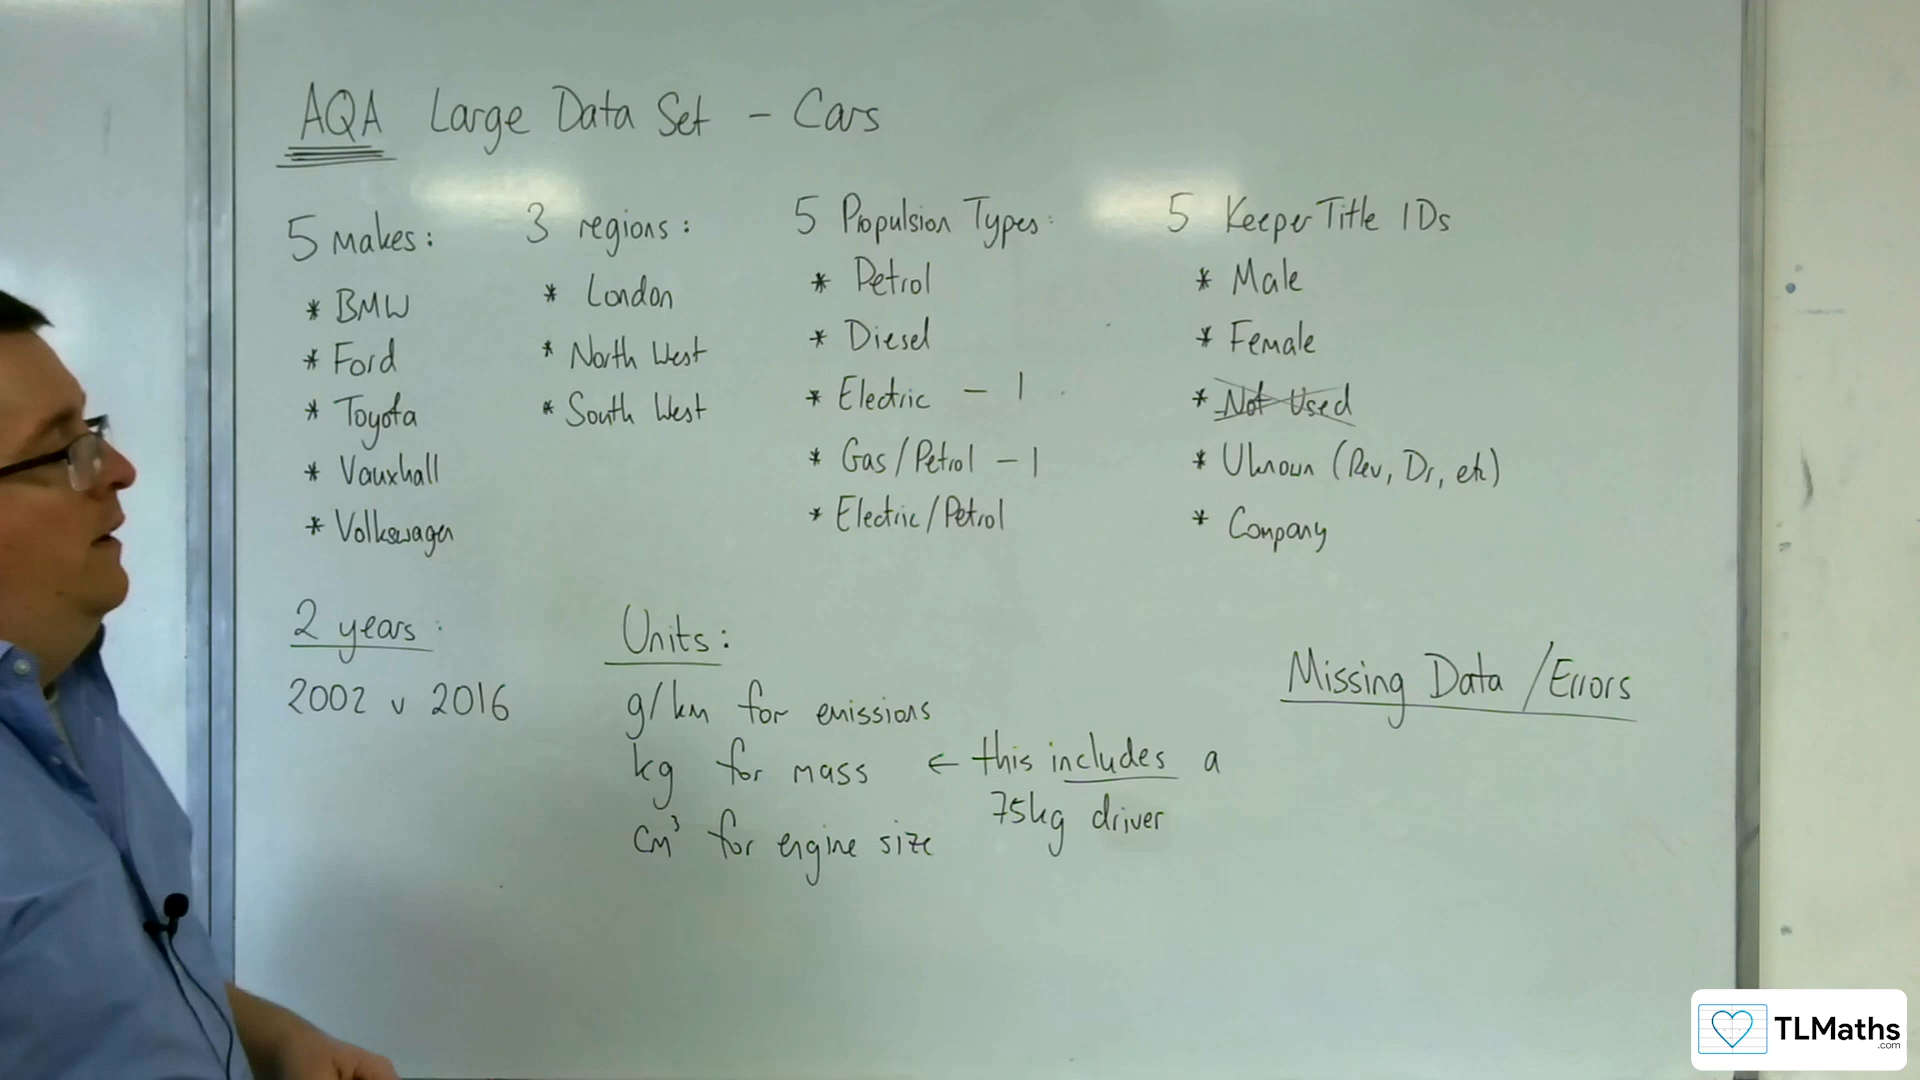 AQA Large Data Set - Cars
5 makes:
* BMW
* Ford
* Toyota
* Vauxhall
* Volkswagen
3 regions:
* London
* North West
* South West
5 Propulsion Types:
* Petrol
* Diesel
* Electric - 1
* Gas/Petrol - 1
* Electric/Petrol
5 Keeper Title IDs
* Male
* Female
* Not Used
* Uknown (Rev, Dr, etc)
* Company
2 years:
2002 v 2016
Units:
g/km for emissions
kg for mass ← this includes a
75kg driver
cm³ for engine size
Missing Data/Errors
TLMaths
.com